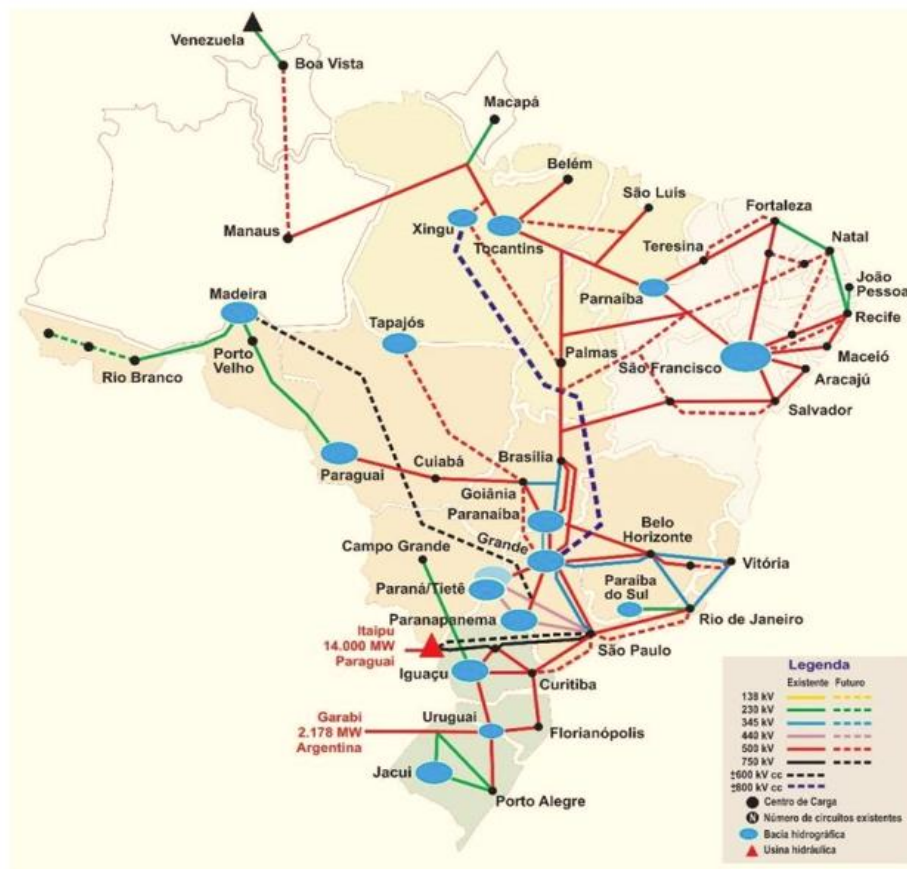 Venezuela
Boa Vista
Macapá
Belém
São Luís
Fortaleza
Manaus
Xingu
Tocantins
Teresina
Natal
Parnaíba
João
Pessoa
Recife
Madeira
Tapajós
Palmas
São Francisco
Maceió
Aracajú
Salvador
Rio Branco
Porto
Velho
Paraguai
Cuiabá
Brasília
Goiânia
Paranaíba
Grande
Belo
Horizonte
Vitória
Campo Grande
Paraná/Tietê
Paraíba
do Sul
Paranapanema
Rio de Janeiro
Itaipu
14.000 MW
Paraguai
São Paulo
Iguaçu
Curitiba
Garabi
2.178 MW
Argentina
Uruguai
Florianópolis
Jacui
Porto Alegre
Legenda
Existente Futuro
138 kV
230 kV
345 kV
440 kV
500 kV
750 kV
±600 kV cc
±800 kV cc
Centro de Carga
N Número de circuitos existentes
Bacia hidrográfica
Usina hidráulica